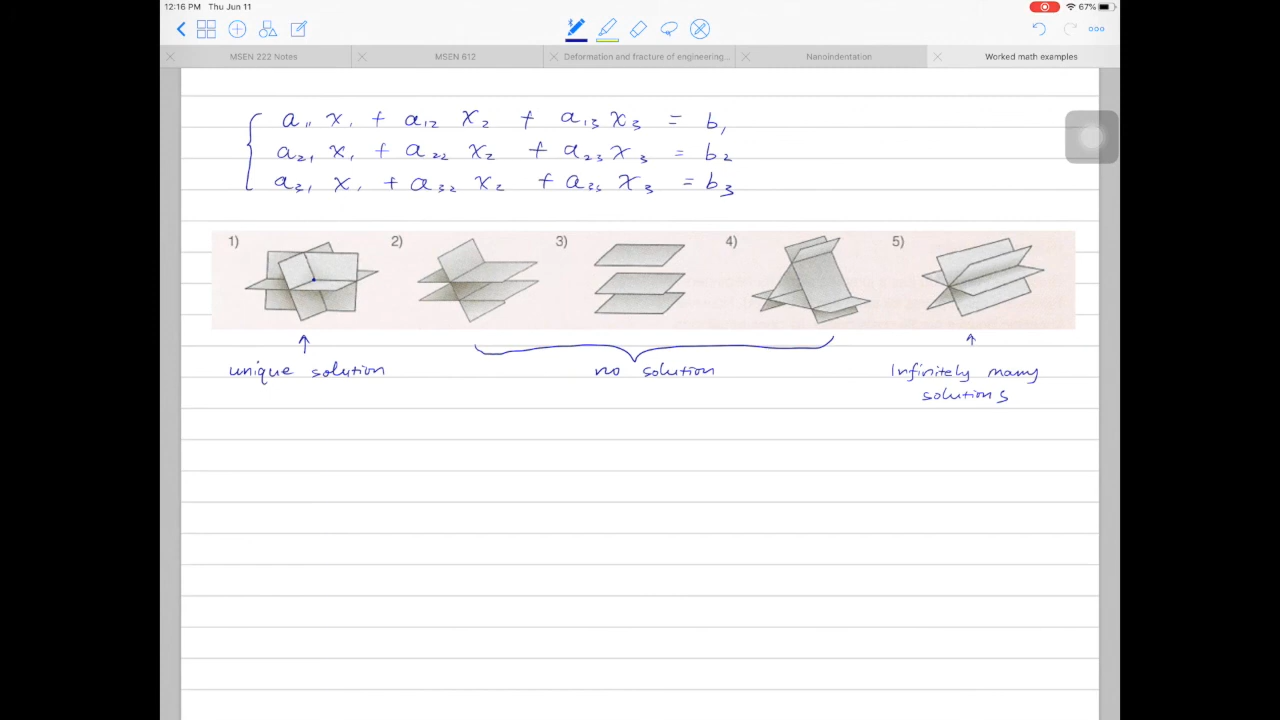 12:16 PM Thu Jun 11
67%
MSEN 222 Notes
MSEN 612
Deformation and fracture of engineering...
Nanoindentation
Worked math examples
a₁₁ x₁ + a₁₂ x₂ + a₁₃ x₃ = b₁
a₂₁ x₁ + a₂₂ x₂ + a₂₃ x₃ = b₂
a₃₁ x₁ + a₃₂ x₂ + a₃₃ x₃ = b₃
1) 2) 3) 4) 5)
unique solution
no solution
Infinitely many
solutions